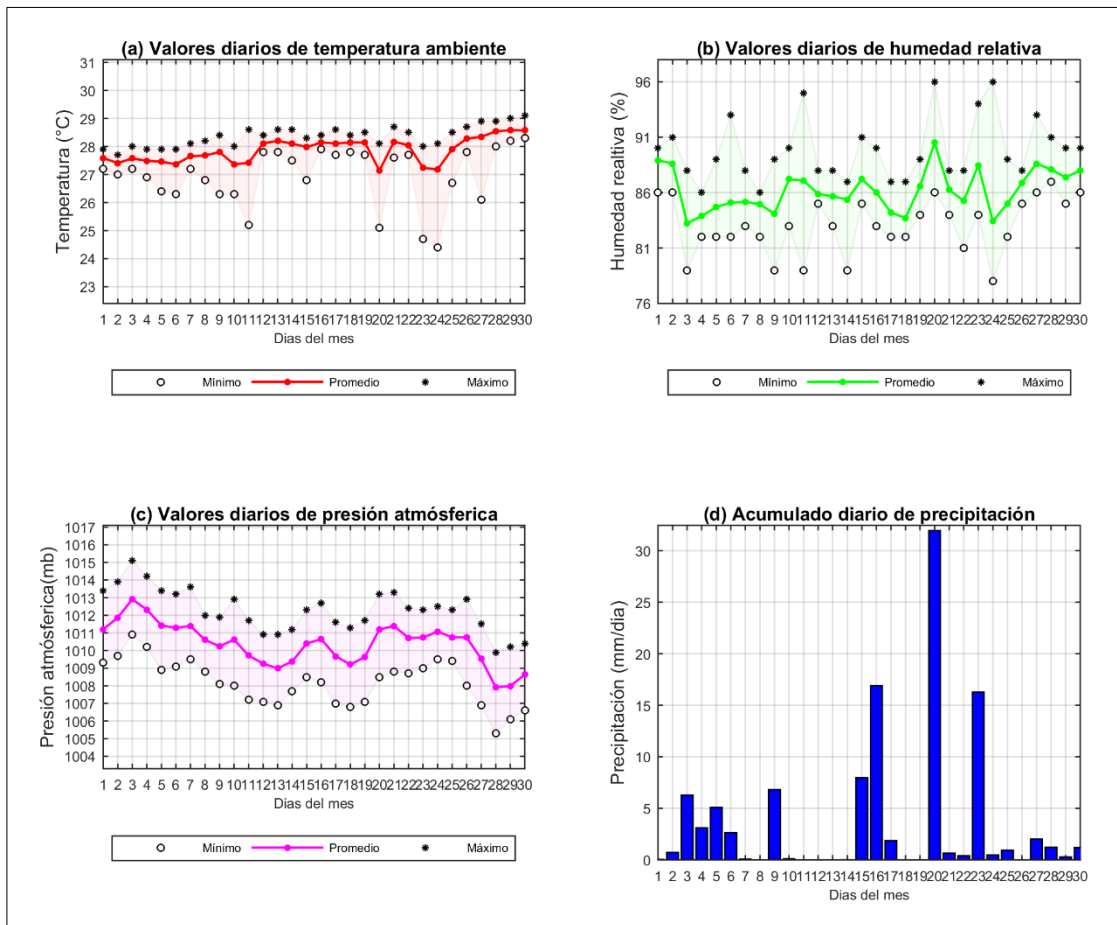 (a) Valores diarios de temperatura ambiente
Temperatura (°C)
31
30
29
28
27
26
25
24
23
1 2 3 4 5 6 7 8 9 10 11 12 13 14 15 16 17 18 19 20 21 22 23 24 25 26 27 28 29 30
Dias del mes
Mínimo Promedio Máximo
(b) Valores diarios de humedad relativa
Humedad realtiva (%)
96
91
86
81
76
1 2 3 4 5 6 7 8 9 10 11 12 13 14 15 16 17 18 19 20 21 22 23 24 25 26 27 28 29 30
Dias del mes
Mínimo Promedio Máximo
(c) Valores diarios de presión atmósferica
Presión atmósferica(mb)
1017
1016
1015
1014
1013
1012
1011
1010
1009
1008
1007
1006
1005
1004
1 2 3 4 5 6 7 8 9 10 11 12 13 14 15 16 17 18 19 20 21 22 23 24 25 26 27 28 29 30
Dias del mes
Mínimo Promedio Máximo
(d) Acumulado diario de precipitación
Precipitación (mm/dia)
30
25
20
15
10
5
0
1 2 3 4 5 6 7 8 9 10 11 12 13 14 15 16 17 18 19 20 21 22 23 24 25 26 27 28 29 30
Dias del mes